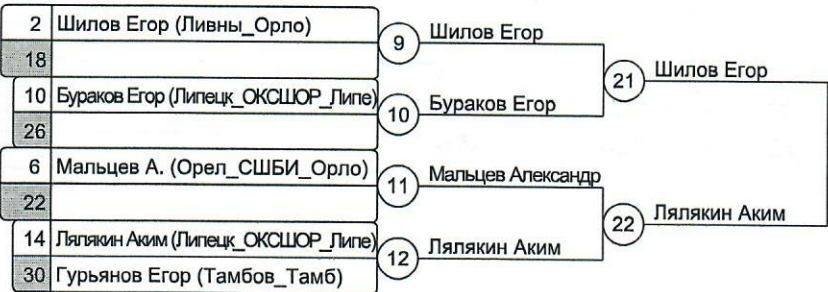 2 Шилов Егор (Ливны_Орло)
18
9 Шилов Егор
10 Бураков Егор (Липецк_ОКСШОР_Липе)
26
10 Бураков Егор
21 Шилов Егор
6 Мальцев А. (Орел_СШБИ_Орло)
22
11 Мальцев Александр
14 Лялякин Аким (Липецк_ОКСШОР_Липе)
30 Гурьянов Егор (Тамбов_Тамб)
12 Лялякин Аким
22 Лялякин Аким